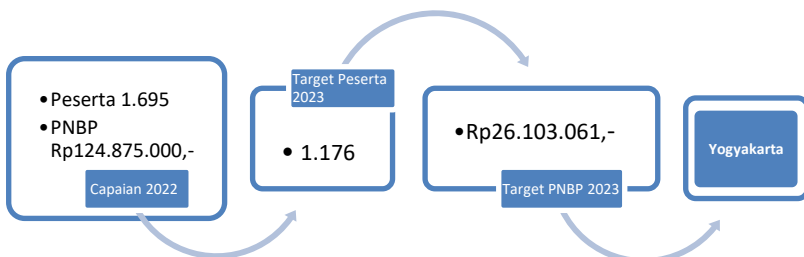 •Peserta 1.695
•PNBP
Rp124.875.000,-
Capaian 2022
Target Peserta
2023
• 1.176
•Rp26.103.061,-
Target PNBP 2023
Yogyakarta